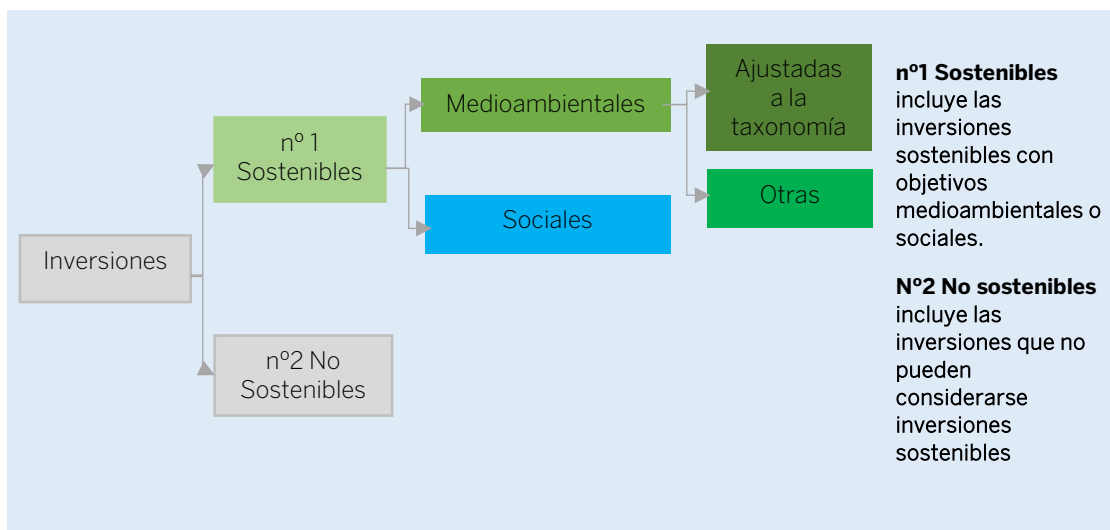 Inversiones
nº 1
Sostenibles
nº2 No
Sostenibles
Medioambientales
Sociales
Ajustadas
a la
taxonomía
Otras
nº1 Sostenibles
incluye las
inversiones
sostenibles con
objetivos
medioambientales o
sociales.
Nº2 No sostenibles
incluye las
inversiones que no
pueden
considerarse
inversiones
sostenibles